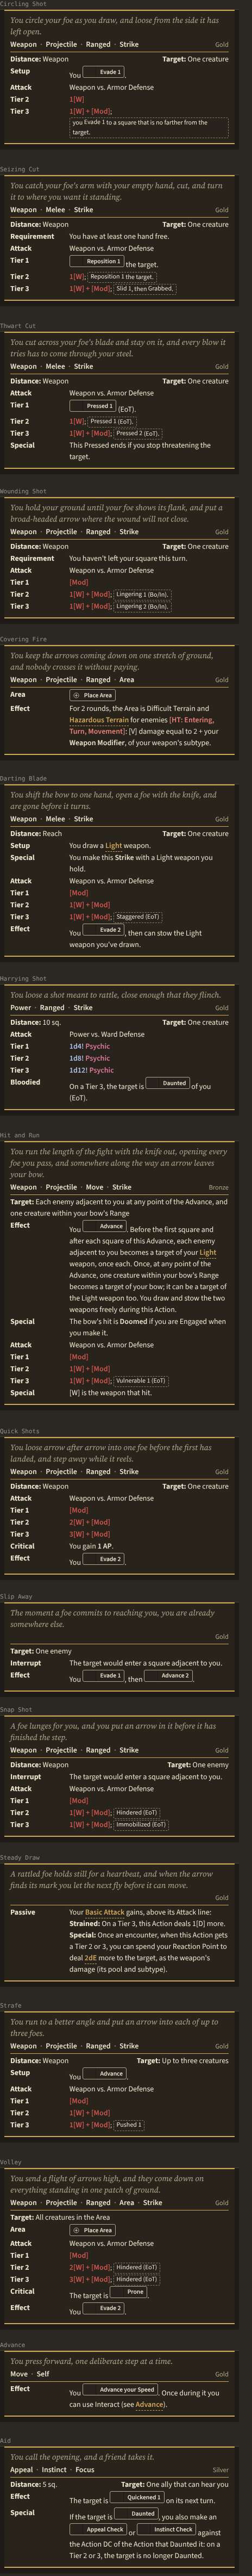 Circling Shot
You circle your foe as you draw, and loose from the side it has
left open.
Weapon · Projectile · Ranged · Strike Gold
Distance: Weapon Target: One creature
Setup You Evade 1.
Attack Weapon vs. Armor Defense
Tier 2 1[W]
Tier 3 1[W] + [Mod];
you Evade 1 to a square that is no farther from the
target.
Seizing Cut
You catch your foe's arm with your empty hand, cut, and turn
it to where you want it standing.
Weapon · Melee · Strike Gold
Distance: Weapon Target: One creature
Requirement You have at least one hand free.
Attack Weapon vs. Armor Defense
Tier 1 Reposition 1 the target.
Tier 2 1[W]; Reposition 1 the target.
Tier 3 1[W] + [Mod]; Slid 1, then Grabbed.
Thwart Cut
You cut across your foe's blade and stay on it, and every blow it
tries has to come through your steel.
Weapon · Melee · Strike Gold
Distance: Weapon Target: One creature
Attack Weapon vs. Armor Defense
Tier 1 Pressed 1 (EoT).
Tier 2 1[W]; Pressed 1 (EoT).
Tier 3 1[W] + [Mod]; Pressed 2 (EoT).
Special This Pressed ends if you stop threatening the
target.
Wounding Shot
You hold your ground until your foe shows its flank, and put a
broad-headed arrow where the wound will not close.
Weapon · Projectile · Ranged · Strike Gold
Distance: Weapon Target: One creature
Requirement You haven't left your square this turn.
Attack Weapon vs. Armor Defense
Tier 1 [Mod]
Tier 2 1[W] + [Mod]; Lingering 1 (Bo/In).
Tier 3 1[W] + [Mod]; Lingering 2 (Bo/In).
Covering Fire
You keep the arrows coming down on one stretch of ground,
and nobody crosses it without paying.
Weapon · Projectile · Ranged · Area Gold
Area Place Area
Effect For 2 rounds, the Area is Difficult Terrain and
Hazardous Terrain for enemies [HT: Entering,
Turn, Movement]: [V] damage equal to 2 + your
Weapon Modifier, of your weapon's subtype.
Darting Blade
You shift the bow to one hand, open a foe with the knife, and
are gone before it turns.
Weapon · Melee · Strike Gold
Distance: Reach Target: One creature
Setup You draw a Light weapon.
Special You make this Strike with a Light weapon you
hold.
Attack Weapon vs. Armor Defense
Tier 1 [Mod]
Tier 2 1[W] + [Mod]
Tier 3 1[W] + [Mod]; Staggered (EoT)
Effect You Evade 2, then can stow the Light
weapon you've drawn.
Harrying Shot
You loose a shot meant to rattle, close enough that they flinch.
Power · Ranged · Strike Gold
Distance: 10 sq. Target: One creature
Attack Power vs. Ward Defense
Tier 1 1d4! Psychic
Tier 2 1d8! Psychic
Tier 3 1d12! Psychic
Bloodied On a Tier 3, the target is Daunted of you
(EoT).
Hit and Run
You run the length of the fight with the knife out, opening every
foe you pass, and somewhere along the way an arrow leaves
your bow.
Weapon · Projectile · Move · Strike Bronze
Target: Each enemy adjacent to you at any point of the Advance, and
one creature within your bow's Range
Effect You Advance. Before the first square and
after each square of this Advance, each enemy
adjacent to you becomes a target of your Light
weapon, once each. Once, at any point of the
Advance, one creature within your bow's Range
becomes a target of your bow; it can be a target of
the Light weapon too. You draw and stow the two
weapons freely during this Action.
Special The bow's hit is Doomed if you are Engaged when
you make it.
Attack Weapon vs. Armor Defense
Tier 1 [Mod]
Tier 2 1[W] + [Mod]
Tier 3 1[W] + [Mod]; Vulnerable 1 (EoT)
Special [W] is the weapon that hit.
Quick Shots
You loose arrow after arrow into one foe before the first has
landed, and step away while it reels.
Weapon · Projectile · Ranged · Strike Gold
Distance: Weapon Target: One creature
Attack Weapon vs. Armor Defense
Tier 1 [Mod]
Tier 2 2[W] + [Mod]
Tier 3 3[W] + [Mod]
Critical You gain 1 AP.
Effect You Evade 2.
Slip Away
The moment a foe commits to reaching you, you are already
somewhere else.
Gold
Target: One enemy
Interrupt The target would enter a square adjacent to you.
Effect You Evade 1, then Advance 2.
Snap Shot
A foe lunges for you, and you put an arrow in it before it has
finished the step.
Weapon · Projectile · Ranged · Strike Gold
Distance: Weapon Target: One enemy
Interrupt The target would enter a square adjacent to you.
Attack Weapon vs. Armor Defense
Tier 1 [Mod]
Tier 2 1[W] + [Mod]; Hindered (EoT)
Tier 3 1[W] + [Mod]; Immobilized (EoT)
Steady Draw
A rattled foe holds still for a heartbeat, and when the arrow
finds its mark you let the next fly before it can move.
Gold
Passive Your Basic Attack gains, above its Attack line:
Strained: On a Tier 3, this Action deals 1[D] more.
Special: Once an encounter, when this Action gets
a Tier 2 or 3, you can spend your Reaction Point to
deal 2dE more to the target, as the weapon's
damage (its pool and subtype).
Strafe
You run to a better angle and put an arrow into each of up to
three foes.
Weapon · Projectile · Ranged · Strike Gold
Distance: Weapon Target: Up to three creatures
Setup You Advance.
Attack Weapon vs. Armor Defense
Tier 1 [Mod]
Tier 2 1[W] + [Mod]
Tier 3 1[W] + [Mod]; Pushed 1
Volley
You send a flight of arrows high, and they come down on
everything standing in one patch of ground.
Weapon · Projectile · Ranged · Area · Strike Gold
Target: All creatures in the Area
Area Place Area
Attack Weapon vs. Armor Defense
Tier 1 [Mod]
Tier 2 2[W] + [Mod]; Hindered (EoT)
Tier 3 3[W] + [Mod]; Hindered (EoT)
Critical The target is Prone.
Effect You Evade 2.
Advance
You press forward, one deliberate step at a time.
Move · Self Gold
Effect You Advance your Speed. Once during it you
can use Interact (see Advance).
Aid
You call the opening, and a friend takes it.
Appeal · Instinct · Focus Silver
Distance: 5 sq. Target: One ally that can hear you
Effect The target is Quickened 1 on its next turn.
Special If the target is Daunted, you also make an
Appeal Check or Instinct Check against
the Action DC of the Action that Daunted it: on a
Tier 2 or 3, the target is no longer Daunted.